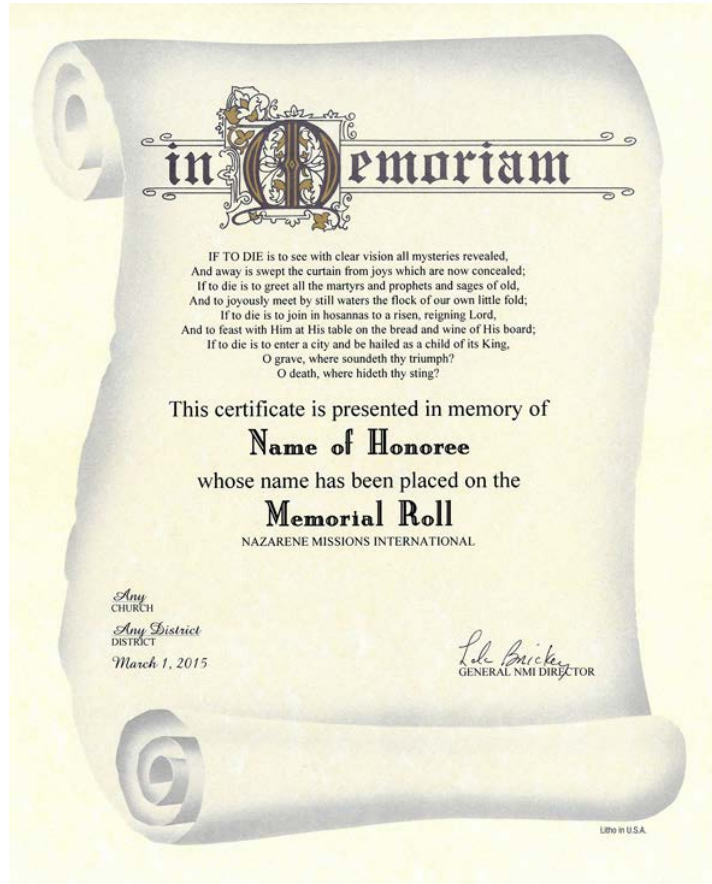 in Memoriam
IF TO DIE is to see with clear vision all mysteries revealed,
And away is swept the curtain from joys which are now concealed;
If to die is to greet all the martyrs and prophets and sages of old,
And to joyously meet by still waters the flock of our own little fold;
If to die is to join in hosannas to a risen, reigning Lord,
And to feast with Him at His table on the bread and wine of His board;
If to die is to enter a city and be hailed as a child of its King,
O grave, where soundeth thy triumph?
O death, where hideth thy sting?
This certificate is presented in memory of
Name of Honoree
whose name has been placed on the
Memorial Roll
NAZARENE MISSIONS INTERNATIONAL
Any
CHURCH
Any District
DISTRICT
March 1, 2015
Brickey
GENERAL NMI DIRECTOR
Litho in U.S.A.